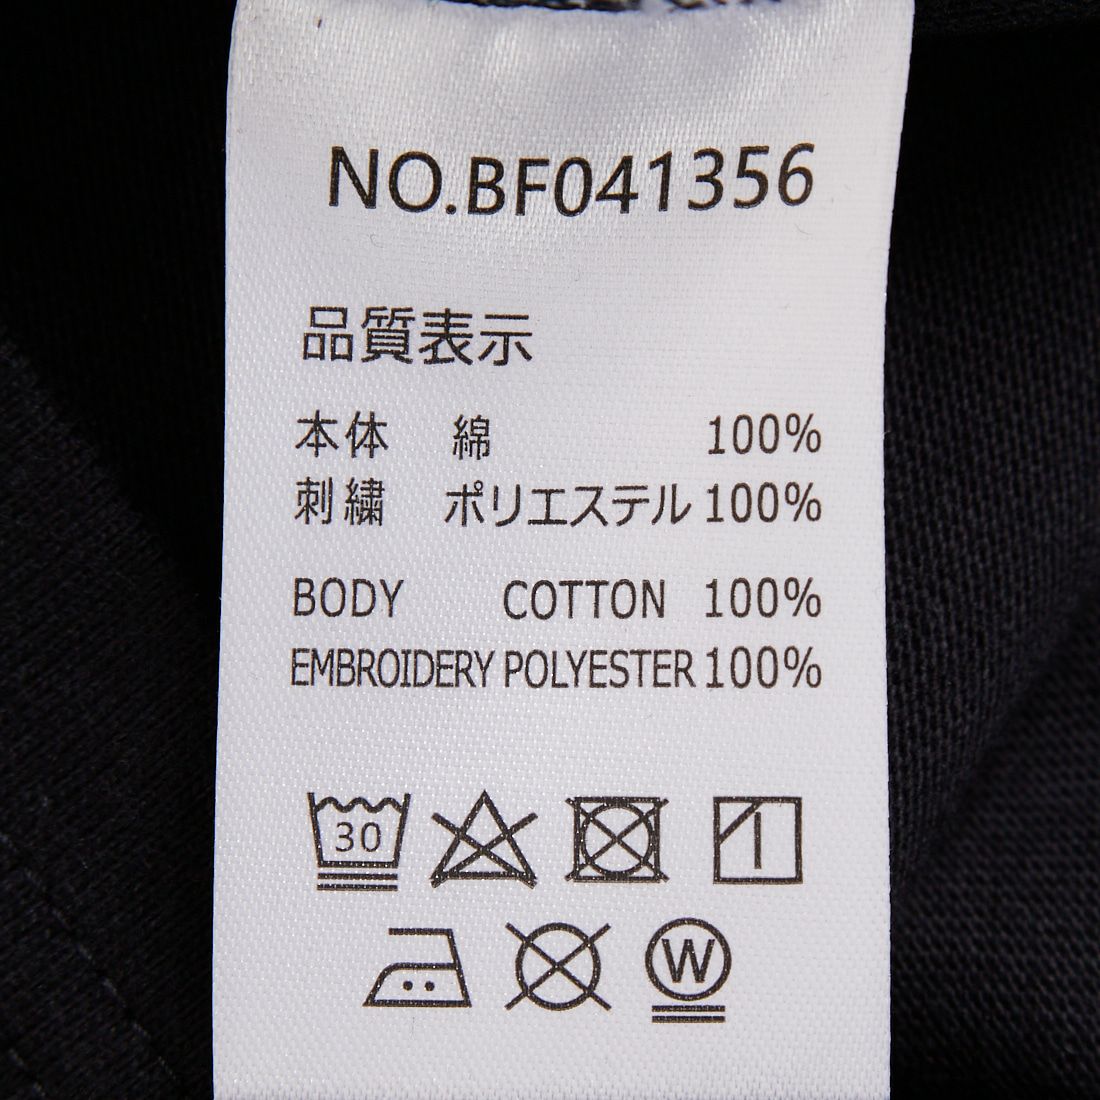 NO.BF041356
品質表示
本体 綿 100%
刺繍 ポリエステル 100%
BODY COTTON 100%
EMBROIDERY POLYESTER 100%
30
W